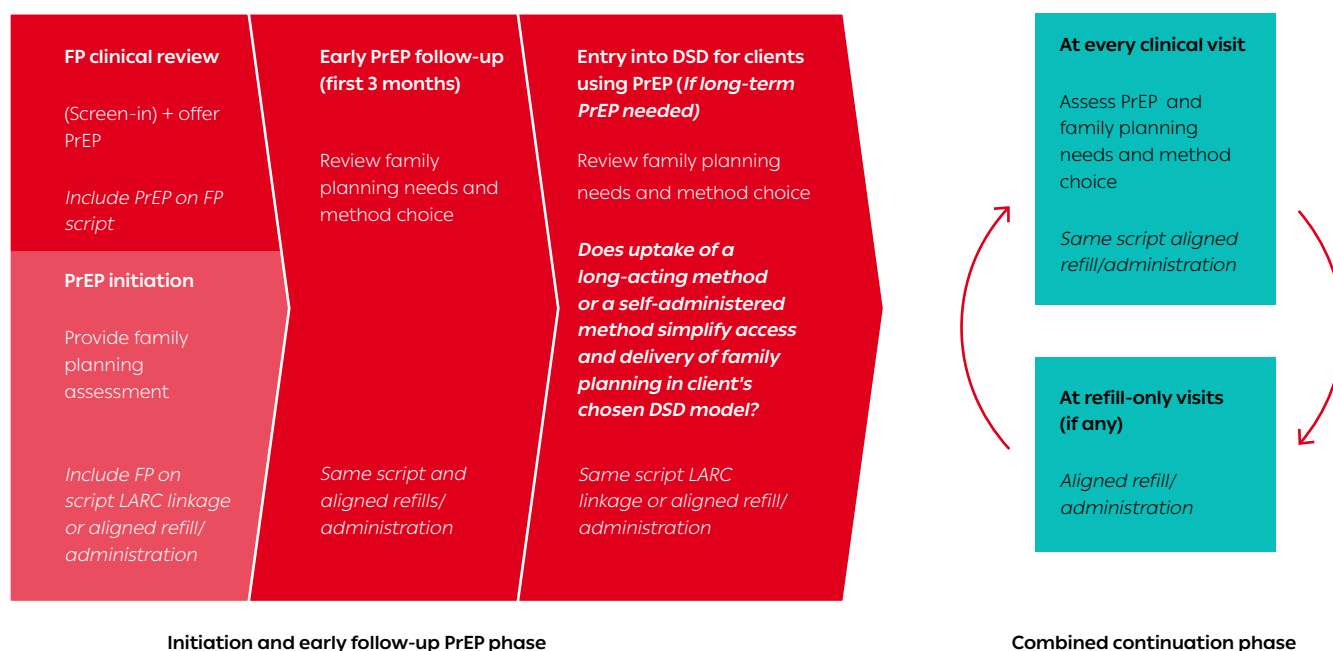 FP clinical review
(Screen-in) + offer
PrEP
Include PrEP on FP
script
PrEP initiation
Provide family
planning
assessment
Include FP on
script LARC linkage
or aligned refill/
administration
Early PrEP follow-up
(first 3 months)
Review family
planning needs and
method choice
Same script and
aligned refills/
administration
Entry into DSD for clients
using PrEP (If long-term
PrEP needed)
Review family planning
needs and method choice
Does uptake of a
long-acting method
or a self-administered
method simplify access
and delivery of family
planning in client's
chosen DSD model?
Same script LARC
linkage or aligned refill/
administration
Initiation and early follow-up PrEP phase
At every clinical visit
Assess PrEP and
family planning
needs and method
choice
Same script aligned
refill/administration
At refill-only visits
(if any)
Aligned refill/
administration
Combined continuation phase